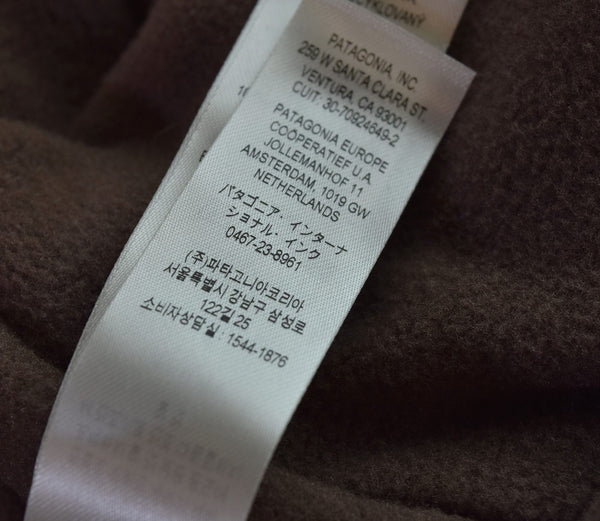 CYKLOVANÝ
PATAGONIA, INC.
259 W SANTA CLARA ST.
VENTURA, CA 93001
CUIT: 30-70924649-2
PATAGONIA EUROPE
COÖPERATIEF U.A.
JOLLEMANHOF 11
AMSTERDAM, 1019 GW
NETHERLANDS
パタゴニア・インターナ
ショナル・インク
0467-23-8961
(주)파타고니아코리아
서울특별시 강남구 삼성로
122길 25
소비자상담실 : 1544-1876